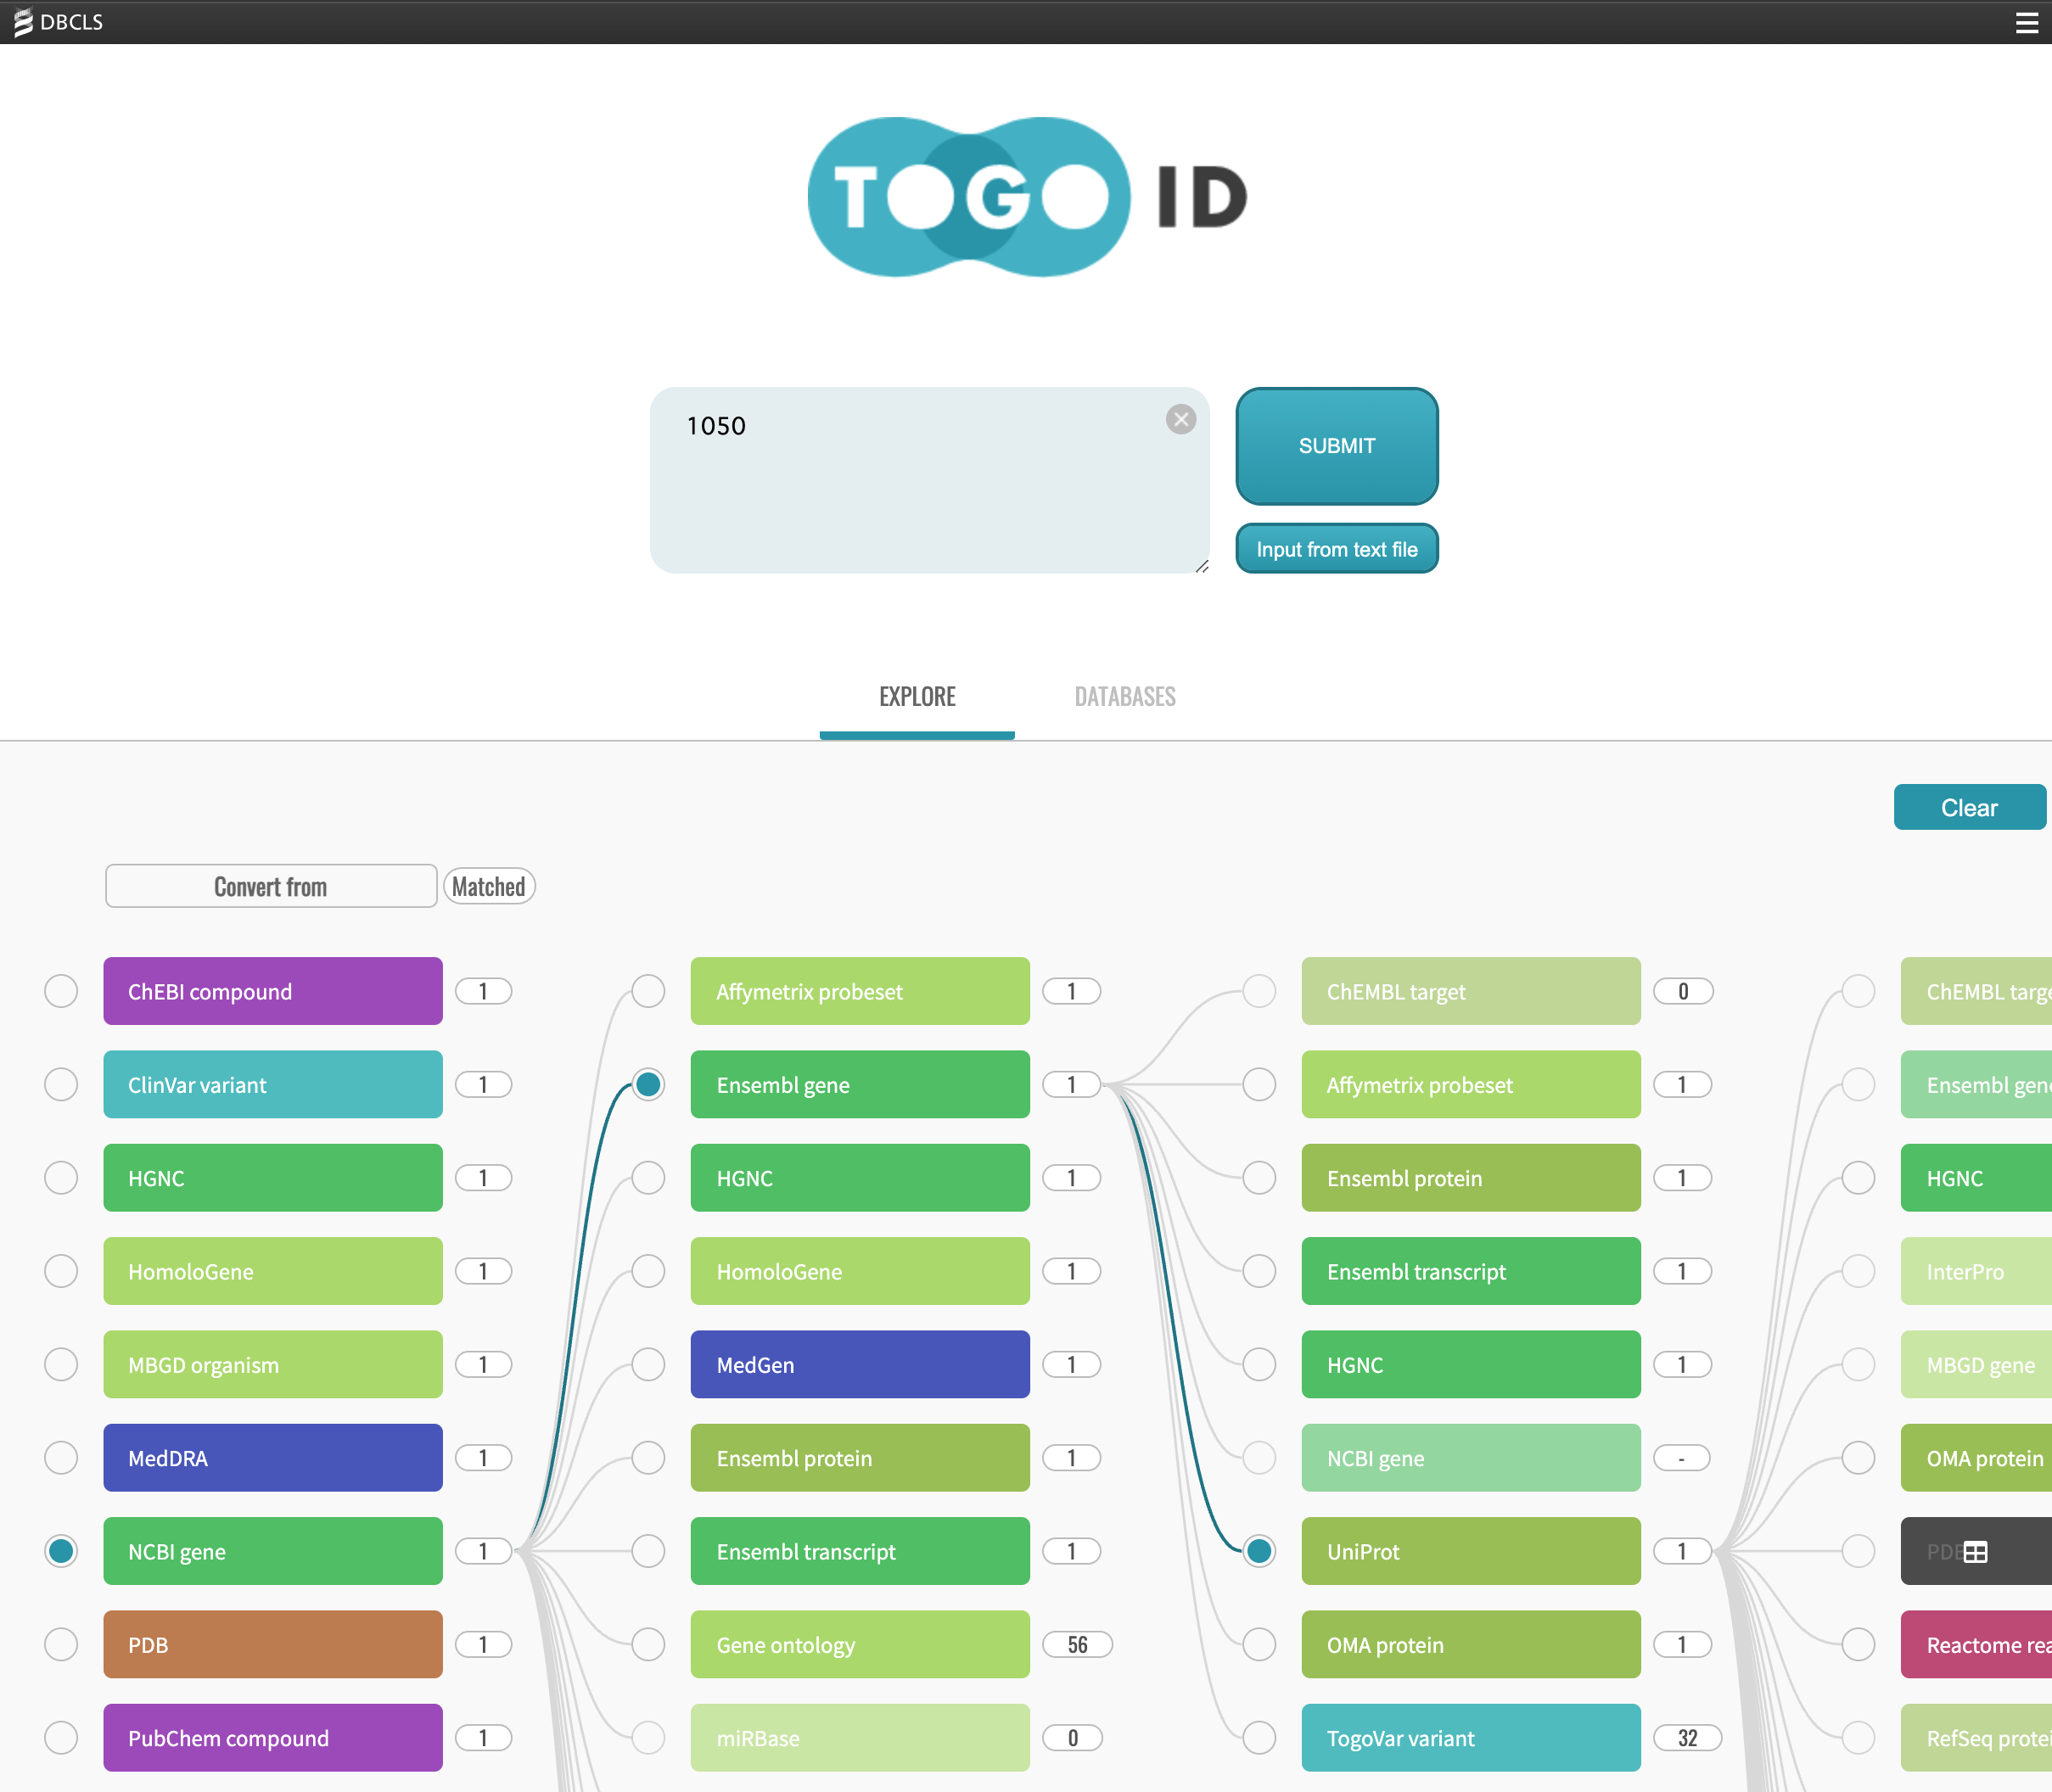 DBCLS
TOGO ID
1050
SUBMIT
Input from text file
EXPLORE
DATABASES
Clear
Convert from
Matched
ChEBI compound
1
ClinVar variant
1
HGNC
1
HomoloGene
1
MBGD organism
1
MedDRA
1
NCBI gene
1
PDB
1
PubChem compound
1
Affymetrix probeset
1
Ensembl gene
1
HGNC
1
HomoloGene
1
MedGen
1
Ensembl protein
1
Ensembl transcript
1
Gene ontology
56
miRBase
0
ChEMBL target
0
Affymetrix probeset
1
Ensembl protein
1
Ensembl transcript
1
HGNC
1
NCBI gene
-
UniProt
1
OMA protein
1
TogoVar variant
32
ChEMBL targe
Ensembl gene
HGNC
InterPro
MBGD gene
OMA protein
PDB
Reactome rea
RefSeq protei